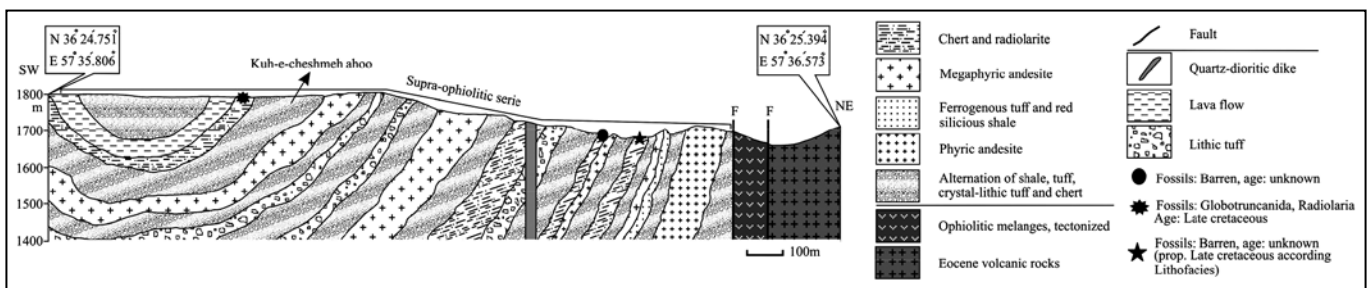 N 36° 24.751́
E 57° 35.806́
SW
1800
m
1700
1600
1500
1400
Kuh-e-cheshmeh ahoo
Supra-ophiolitic serie
N 36° 25.394́
E 57° 36.573́
NE
F
F
100m
Chert and radiolarite
Megaphyric andesite
Ferrogenous tuff and red
silicious shale
Phyric andesite
Alternation of shale, tuff,
crystal-lithic tuff and chert
Ophiolitic melanges, tectonized
Eocene volcanic rocks
Fault
Quartz-dioritic dike
Lava flow
Lithic tuff
Fossils: Barren, age: unknown
Fossils: Globotruncanida, Radiolaria
Age: Late cretaceous
Fossils: Barren, age: unknown
(prop. Late cretaceous according
Lithofacies)